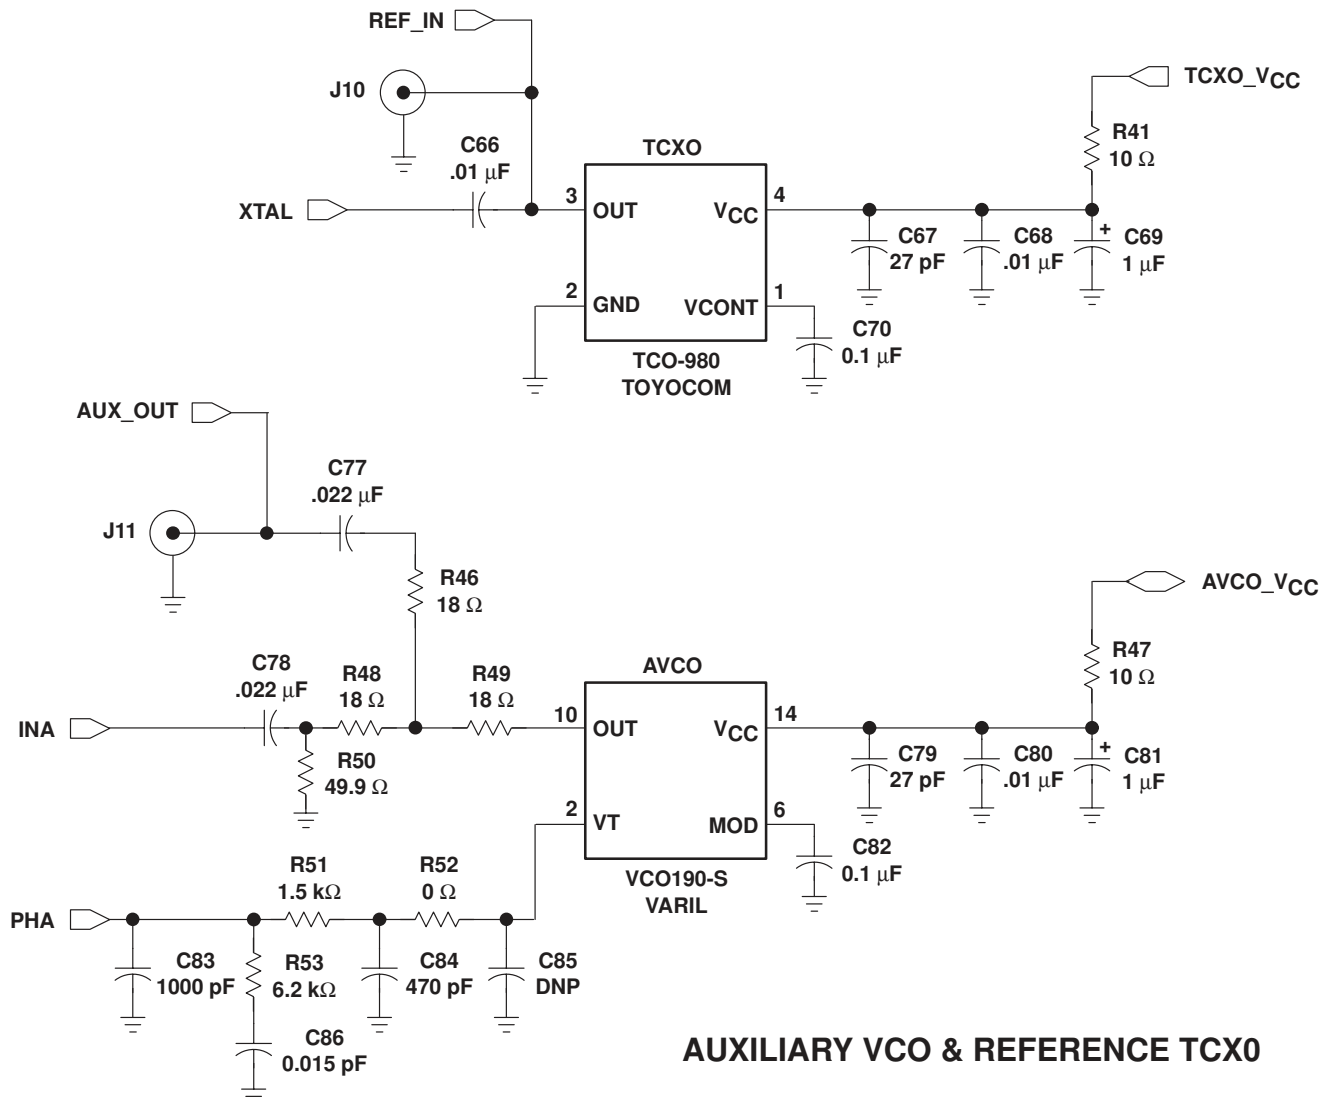 REF_IN
J10
C66
.01 μF
XTAL
TCXO
3
OUT
VCC
4
2
GND
VCONT
1
TCO-980
TOYOCOM
TCXO_VCC
R41
10 Ω
C67
27 pF
C68
.01 μF
+
C69
1 μF
C70
0.1 μF
AUX_OUT
C77
.022 μF
J11
R46
18 Ω
C78
.022 μF
R48
18 Ω
R49
18 Ω
INA
R50
49.9 Ω
AVCO
10
OUT
VCC
14
2
VT
MOD
6
VCO190-S
VARIL
AVCO_VCC
R47
10 Ω
C79
27 pF
C80
.01 μF
+
C81
1 μF
C82
0.1 μF
R51
1.5 kΩ
R52
0 Ω
PHA
C83
1000 pF
R53
6.2 kΩ
C84
470 pF
C85
DNP
C86
0.015 pF
AUXILIARY VCO & REFERENCE TCX0